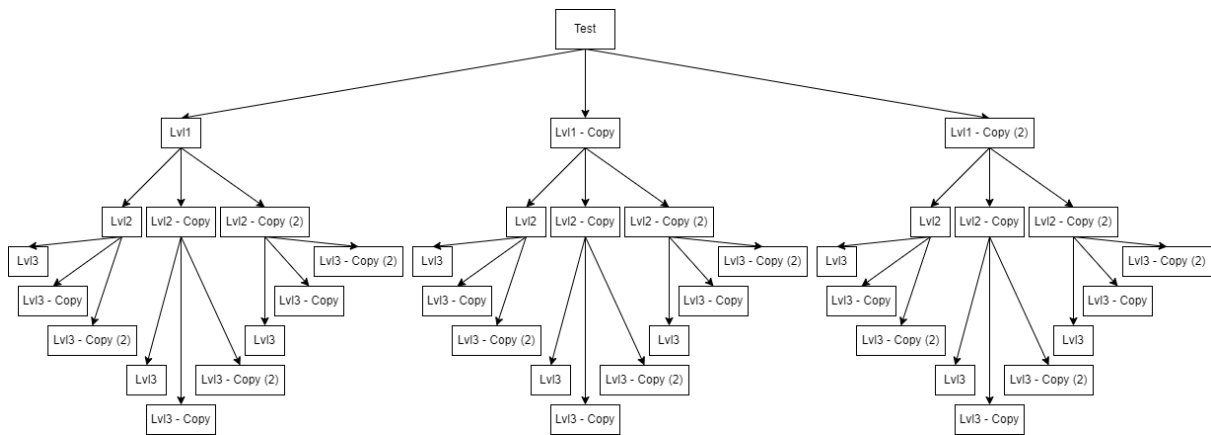 Test
Lvl1
Lvl1 - Copy
Lvl1 - Copy (2)
Lvl2
Lvl2 - Copy
Lvl2 - Copy (2)
Lvl2
Lvl2 - Copy
Lvl2 - Copy (2)
Lvl2
Lvl2 - Copy
Lvl2 - Copy (2)
Lvl3
Lvl3 - Copy (2)
Lvl3
Lvl3 - Copy (2)
Lvl3
Lvl3 - Copy (2)
Lvl3 - Copy
Lvl3 - Copy
Lvl3 - Copy
Lvl3 - Copy
Lvl3 - Copy
Lvl3 - Copy
Lvl3 - Copy (2)
Lvl3
Lvl3 - Copy (2)
Lvl3
Lvl3 - Copy (2)
Lvl3
Lvl3
Lvl3 - Copy (2)
Lvl3
Lvl3 - Copy (2)
Lvl3
Lvl3 - Copy (2)
Lvl3 - Copy
Lvl3 - Copy
Lvl3 - Copy